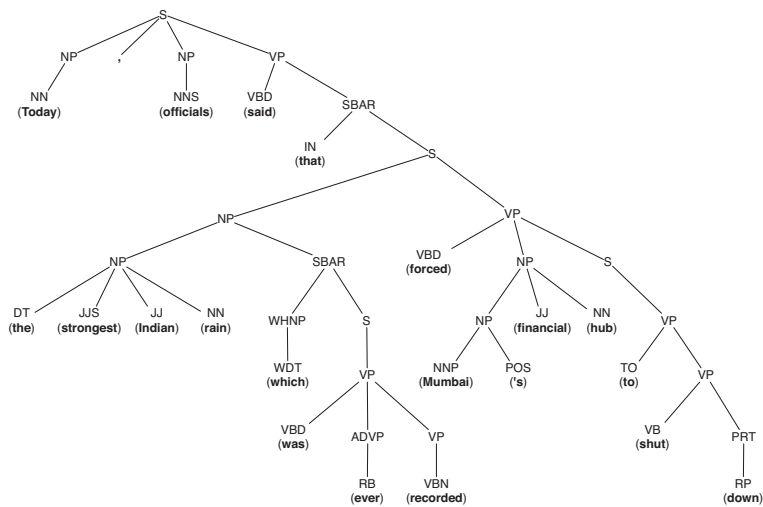 S
NP , NP VP
NN NNS VBD SBAR
(Today) (officials) (said)
IN S
(that)
NP VP
VBD
(forced)
NP SBAR NP S
DT JJS JJ NN WHNP S NP JJ NN VP
(the) (strongest) (Indian) (rain) (financial) (hub)
WDT VP NNP POS TO VP
(which) (Mumbai) ('s) (to)
VBD ADVP VP VB PRT
(was) (shut)
RB VBN RP
(ever) (recorded) (down)